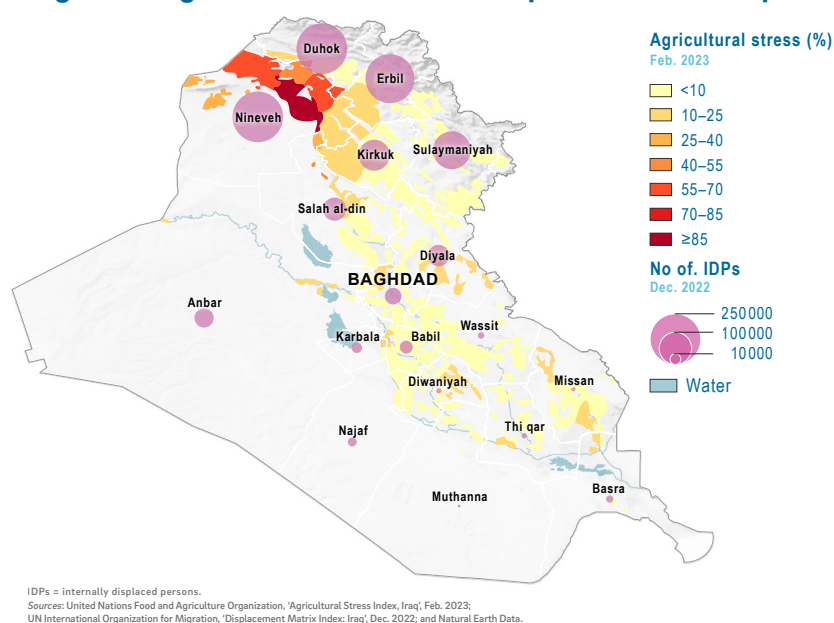 Agricultural stress (%)
Feb. 2023
<10
10–25
25–40
40–55
55–70
70–85
≥85
No of. IDPs
Dec. 2022
250000
100000
10000
Water
Duhok
Erbil
Nineveh
Kirkuk
Sulaymaniyah
Salah al-din
Diyala
BAGHDAD
Anbar
Karbala
Babil
Wassit
Diwaniyah
Missan
Najaf
Thi qar
Muthanna
Basra
IDPs = internally displaced persons.
Sources: United Nations Food and Agriculture Organization, ‘Agricultural Stress Index, Iraq’, Feb. 2023;
UN International Organization for Migration, ‘Displacement Matrix Index: Iraq’, Dec. 2022; and Natural Earth Data.